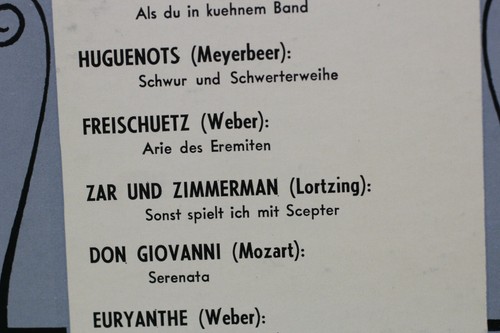 Als du in kuehnem Band
HUGUENOTS (Meyerbeer):
Schwur und Schwerterweihe
FREISCHUETZ (Weber):
Arie des Eremiten
ZAR UND ZIMMERMAN (Lortzing):
Sonst spielt ich mit Scepter
DON GIOVANNI (Mozart):
Serenata
EURYANTHE (Weber):